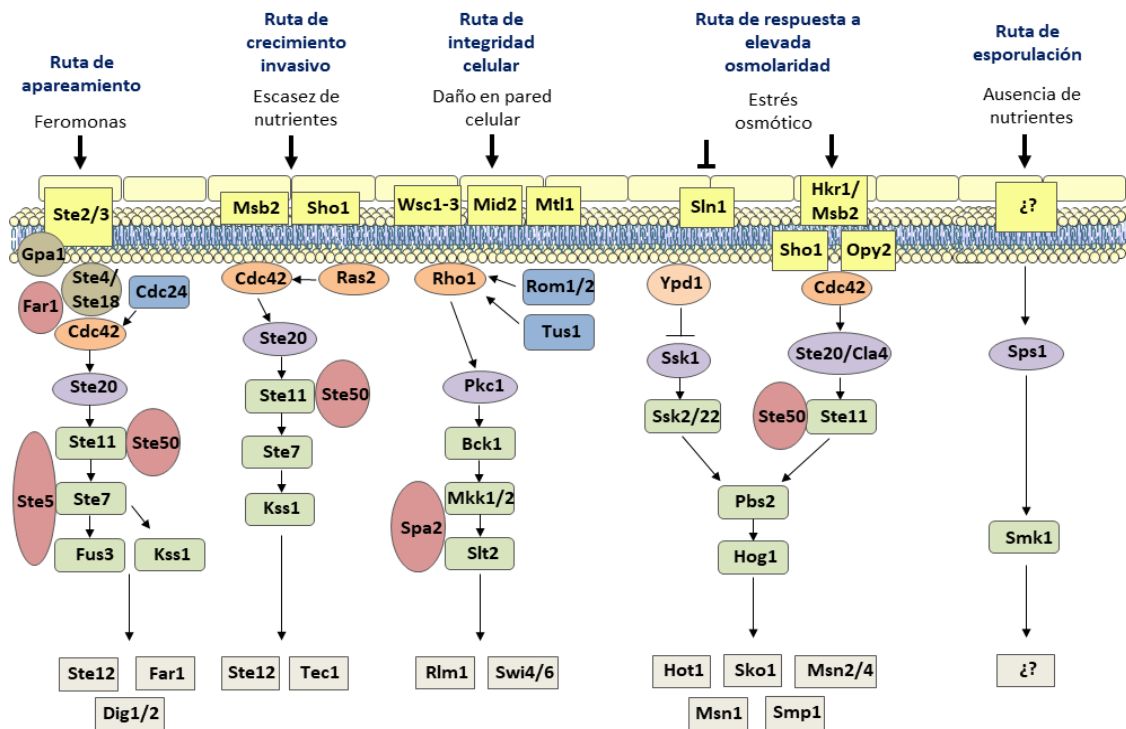 Ruta de
apareamiento
Feromonas
Ste2/3
Gpa1
Ste4/
Ste18
Far1
Cdc24
Cdc42
Ste20
Ste11
Ste50
Ste5
Ste7
Fus3
Kss1
Ste12
Far1
Dig1/2
Ruta de
crecimiento
invasivo
Escasez de
nutrientes
Msb2
Sho1
Cdc42
Ras2
Ste20
Ste11
Ste50
Ste7
Kss1
Ste12
Tec1
Ruta de
integridad
celular
Daño en pared
celular
Wsc1-3
Mid2
Mtl1
Rho1
Rom1/2
Tus1
Pkc1
Bck1
Mkk1/2
Spa2
Slt2
Rlm1
Swi4/6
Ruta de respuesta a
elevada
osmolaridad
Estrés
osmótico
Sln1
Hkr1/
Msb2
Sho1
Opy2
Ypd1
Cdc42
Ssk1
Ste20/Cla4
Ssk2/22
Ste50
Ste11
Pbs2
Hog1
Hot1
Sko1
Msn2/4
Msn1
Smp1
Ruta de
esporulación
Ausencia de
nutrientes
¿?
Sps1
Smk1
¿?